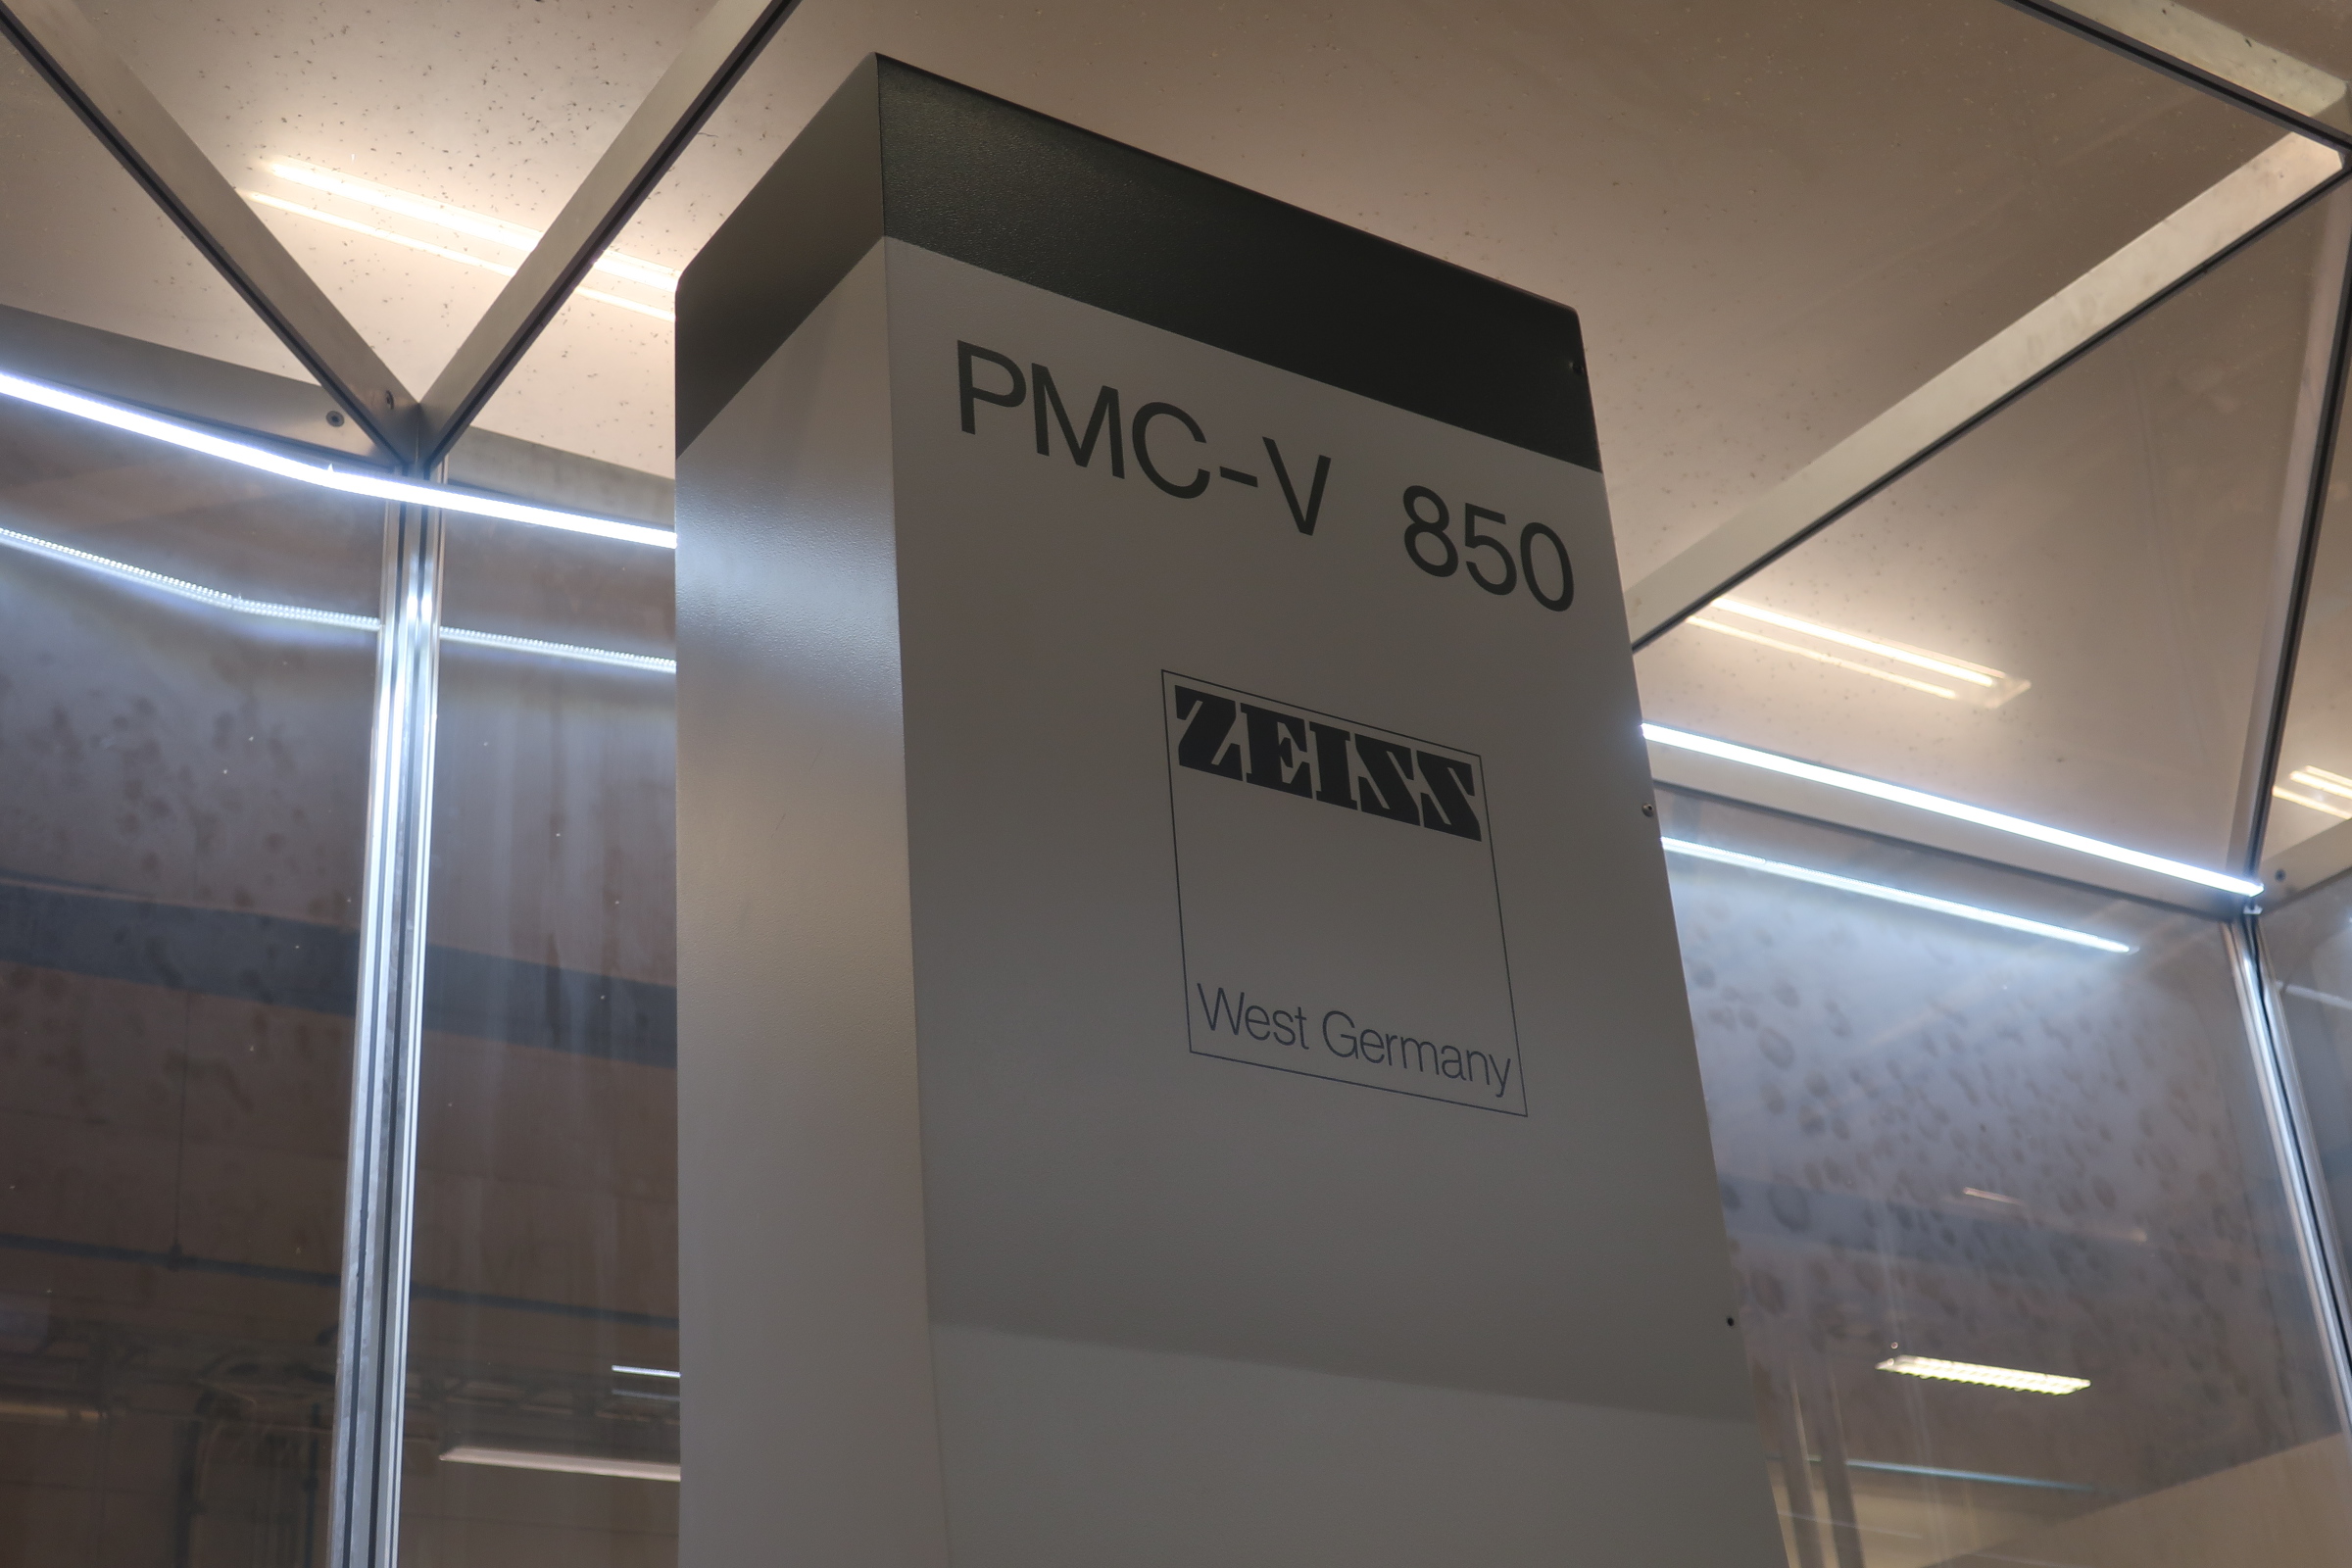 PMC-V 850
ZEISS
West Germany